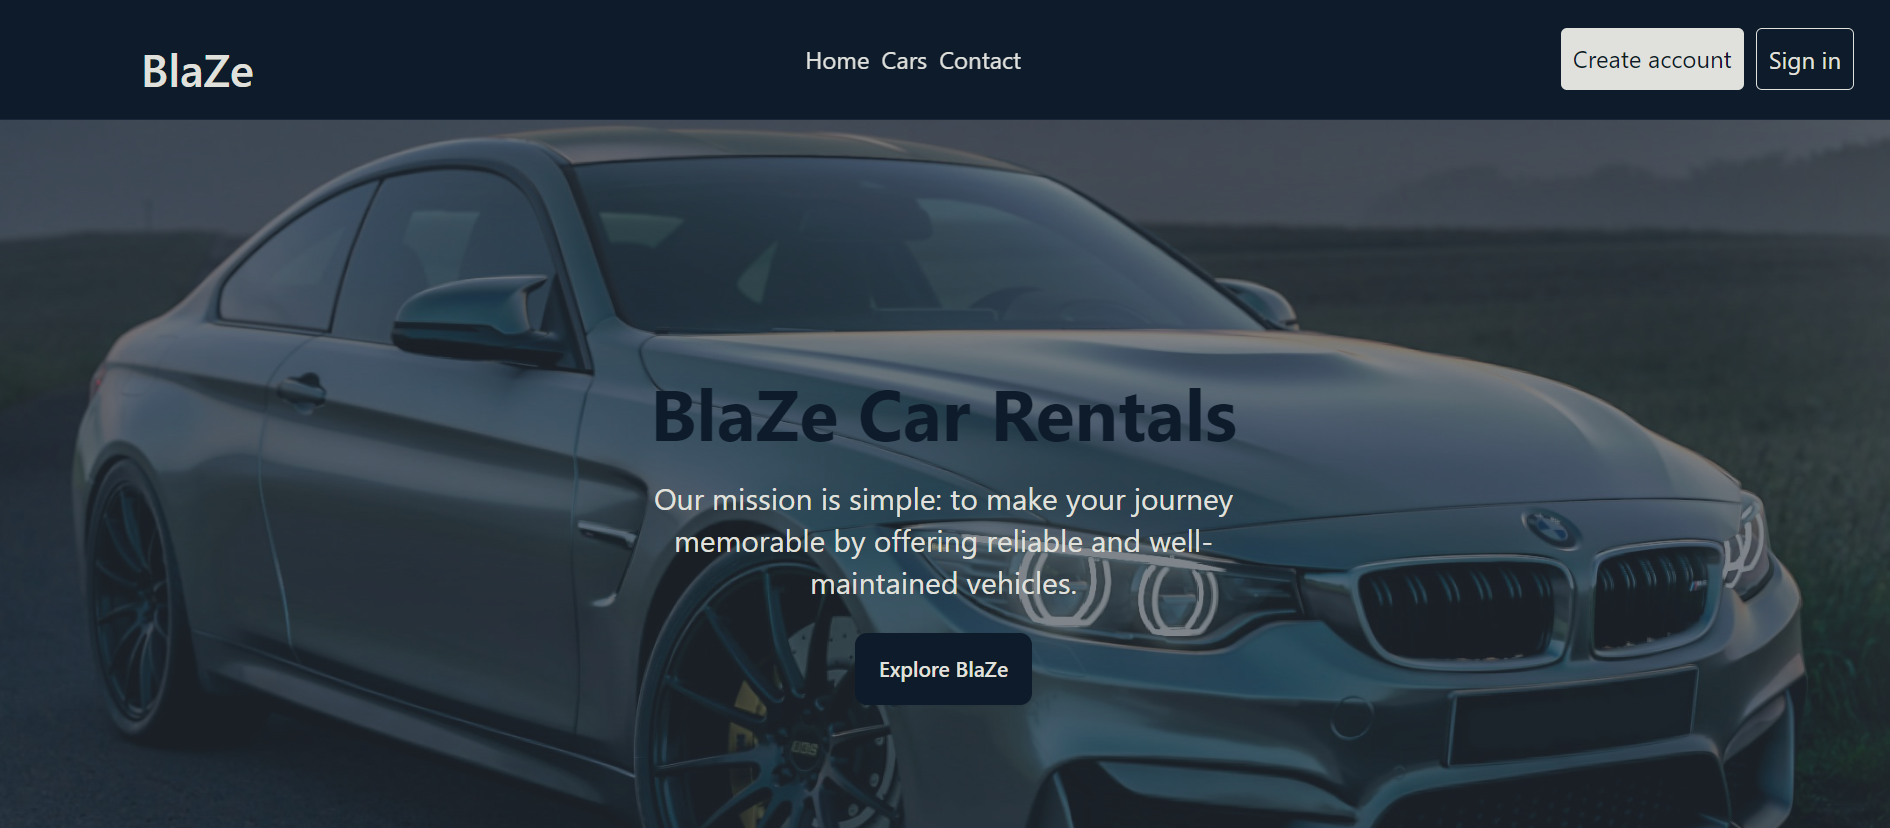 BlaZe
Home Cars Contact
Create account
Sign in
BlaZe Car Rentals
Our mission is simple: to make your journey
memorable by offering reliable and well-
maintained vehicles.
Explore BlaZe